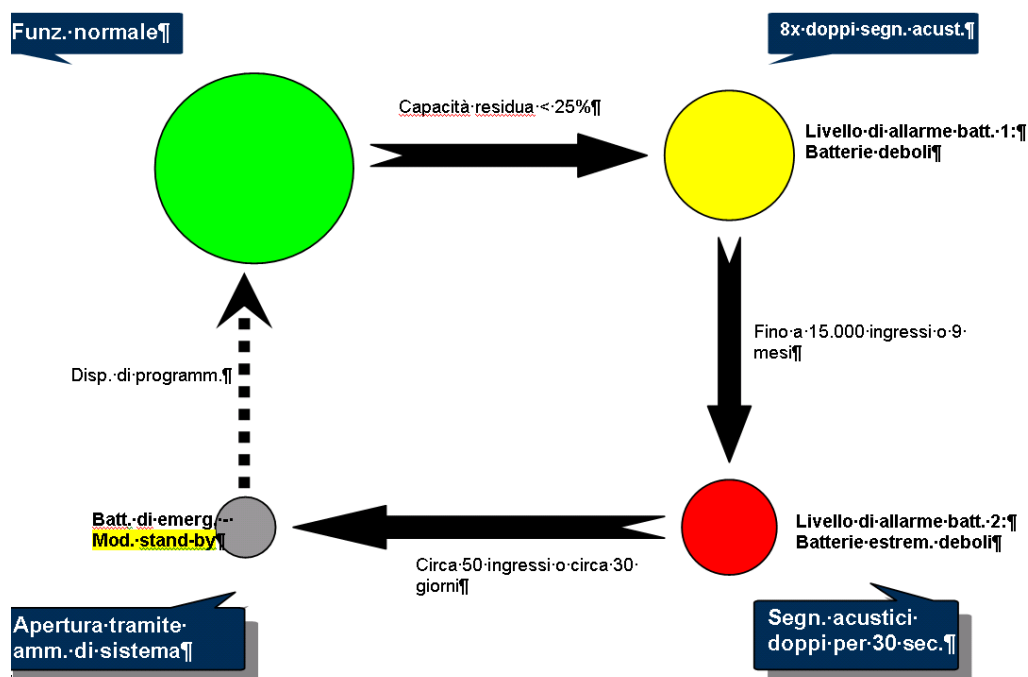 Funz. normale¶
8x doppi segn. acust.¶
Capacità residua < 25%¶
Livello di allarme batt. 1:¶
Batterie deboli¶
Fino a 15.000 ingressi o 9
mesi¶
Disp. di programm.¶
Batt. di emerg. -
Mod. stand-by¶
Livello di allarme batt. 2:¶
Batterie estrem. deboli¶
Circa 50 ingressi o circa 30
giorni¶
Apertura tramite
amm. di sistema¶
Segn. acustici
doppi per 30 sec.¶